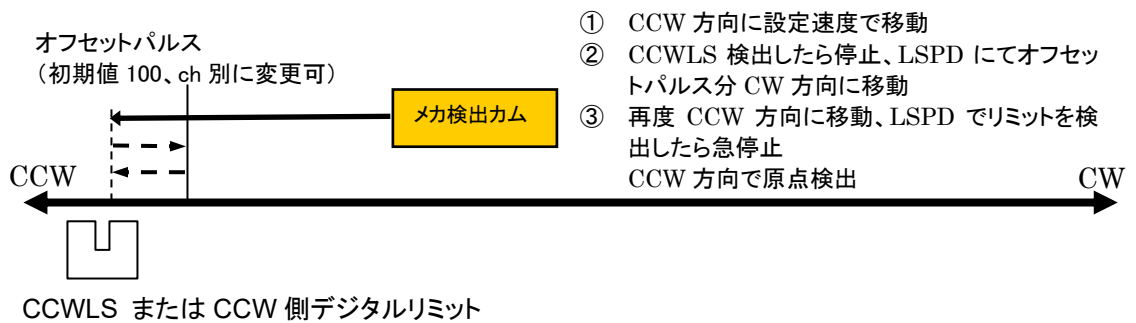 オフセットパルス
（初期値 100、ch 別に変更可）
メカ検出カム
① CCW 方向に設定速度で移動
② CCWLS 検出したら停止、LSPD にてオフセッ
トパルス分 CW 方向に移動
③ 再度 CCW 方向に移動、LSPD でリミットを検
出したら急停止
CCW 方向で原点検出
CCW
CW
CCWLS または CCW 側デジタルリミット